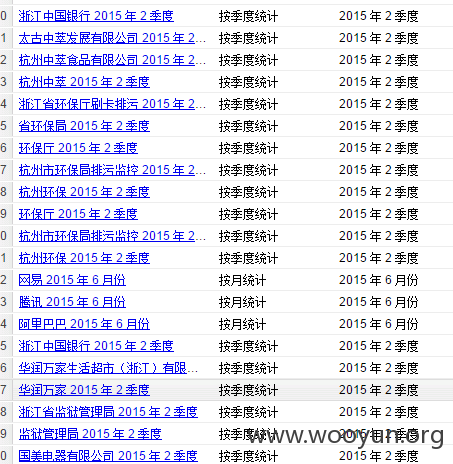 0 浙江中国银行 2015 年 2 季度 按季度统计 2015 年 2 季度
1 太古中萃发展有限公司 2015 年 2... 按季度统计 2015 年 2 季度
2 杭州中萃食品有限公司 2015 年 2... 按季度统计 2015 年 2 季度
3 杭州中萃 2015 年 2 季度 按季度统计 2015 年 2 季度
4 浙江省环保厅刷卡排污 2015 年 2... 按季度统计 2015 年 2 季度
5 省环保局 2015 年 2 季度 按季度统计 2015 年 2 季度
6 环保厅 2015 年 2 季度 按季度统计 2015 年 2 季度
7 杭州市环保局排污监控 2015 年 2... 按季度统计 2015 年 2 季度
8 杭州环保 2015 年 2 季度 按季度统计 2015 年 2 季度
9 环保厅 2015 年 2 季度 按季度统计 2015 年 2 季度
0 杭州市环保局排污监控 2015 年 2... 按季度统计 2015 年 2 季度
1 杭州环保 2015 年 2 季度 按季度统计 2015 年 2 季度
2 网易 2015 年 6 月份 按月统计 2015 年 6 月份
3 腾讯 2015 年 6 月份 按月统计 2015 年 6 月份
4 阿里巴巴 2015 年 6 月份 按月统计 2015 年 6 月份
5 浙江中国银行 2015 年 2 季度 按季度统计 2015 年 2 季度
6 华润万家生活超市（浙江）有限... 按季度统计 2015 年 2 季度
7 华润万家 2015 年 2 季度 按季度统计 2015 年 2 季度
8 浙江省监狱管理局 2015 年 2 季度 按季度统计 2015 年 2 季度
9 监狱管理局 2015 年 2 季度 按季度统计 2015 年 2 季度
0 国美电器有限公司 2015 年 2 季度 按季度统计 2015 年 2 季度
www.wooyun.org